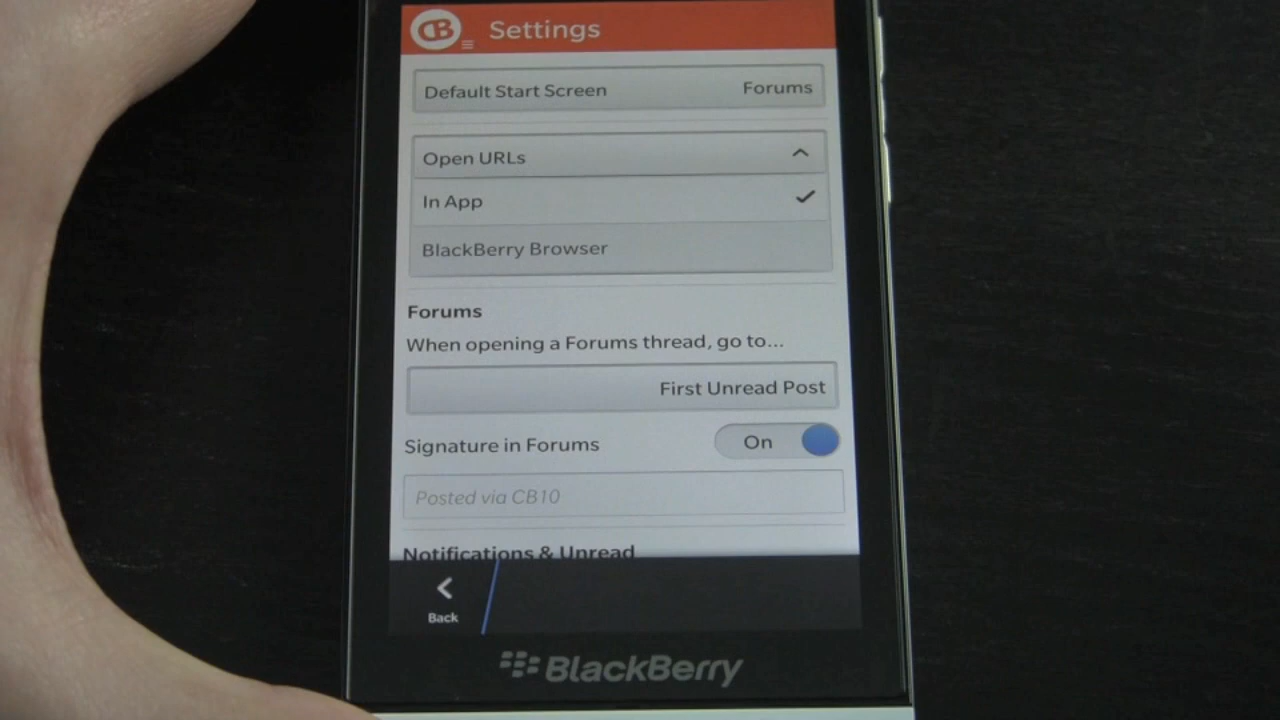 CB Settings
Default Start Screen Forums
Open URLs
In App
BlackBerry Browser
Forums
When opening a Forums thread, go to...
First Unread Post
Signature in Forums On
Posted via CB10
Notifications & Unread
Back
BlackBerry